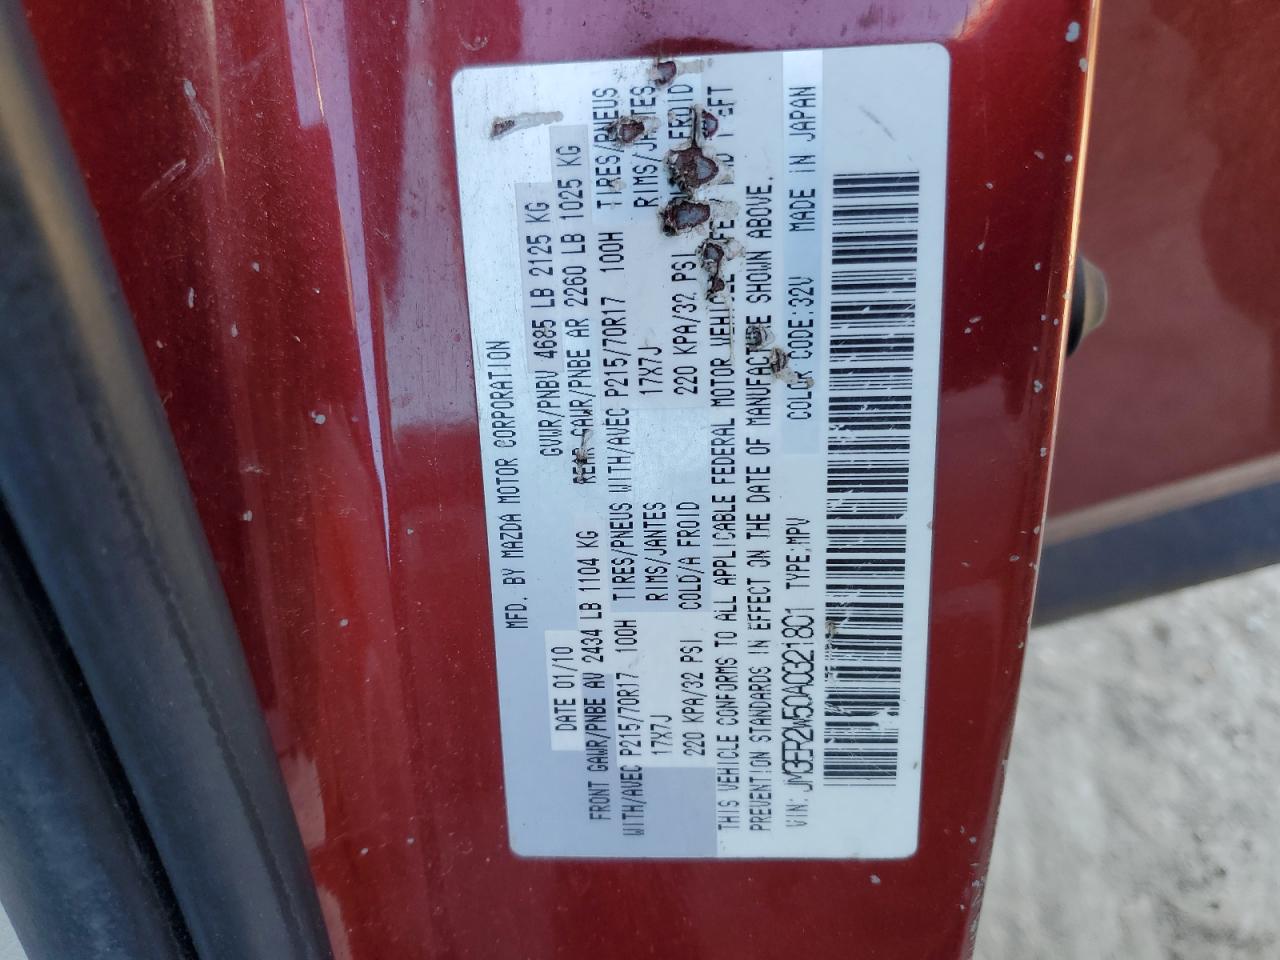 MFD. BY MAZDA MOTOR CORPORATION
DATE 01/10 GVWR/PNBV 4685 LB 2125 KG
FRONT GAWR/PNBE AV 2434 LB 1104 KG REAR GAWR/PNBE AR 2260 LB 1025 KG
WITH/AVEC P215/70R17 100H TIRES/PNEUS WITH/AVEC P215/70R17 100H TIRES/PNEUS
17X7J RIMS/JANTES 17X7J RIMS/JANTES
220 KPA/32 PSI COLD/A FROID 220 KPA/32 PSI FROID
THIS VEHICLE CONFORMS TO ALL APPLICABLE FEDERAL MOTOR VEHICLE
PREVENTION STANDARDS IN EFFECT ON THE DATE OF MANUFACTURE SHOWN ABOVE.
VIN: JM3ER2W50A0321801 TYPE:MPV COLOR CODE:32V MADE IN JAPAN